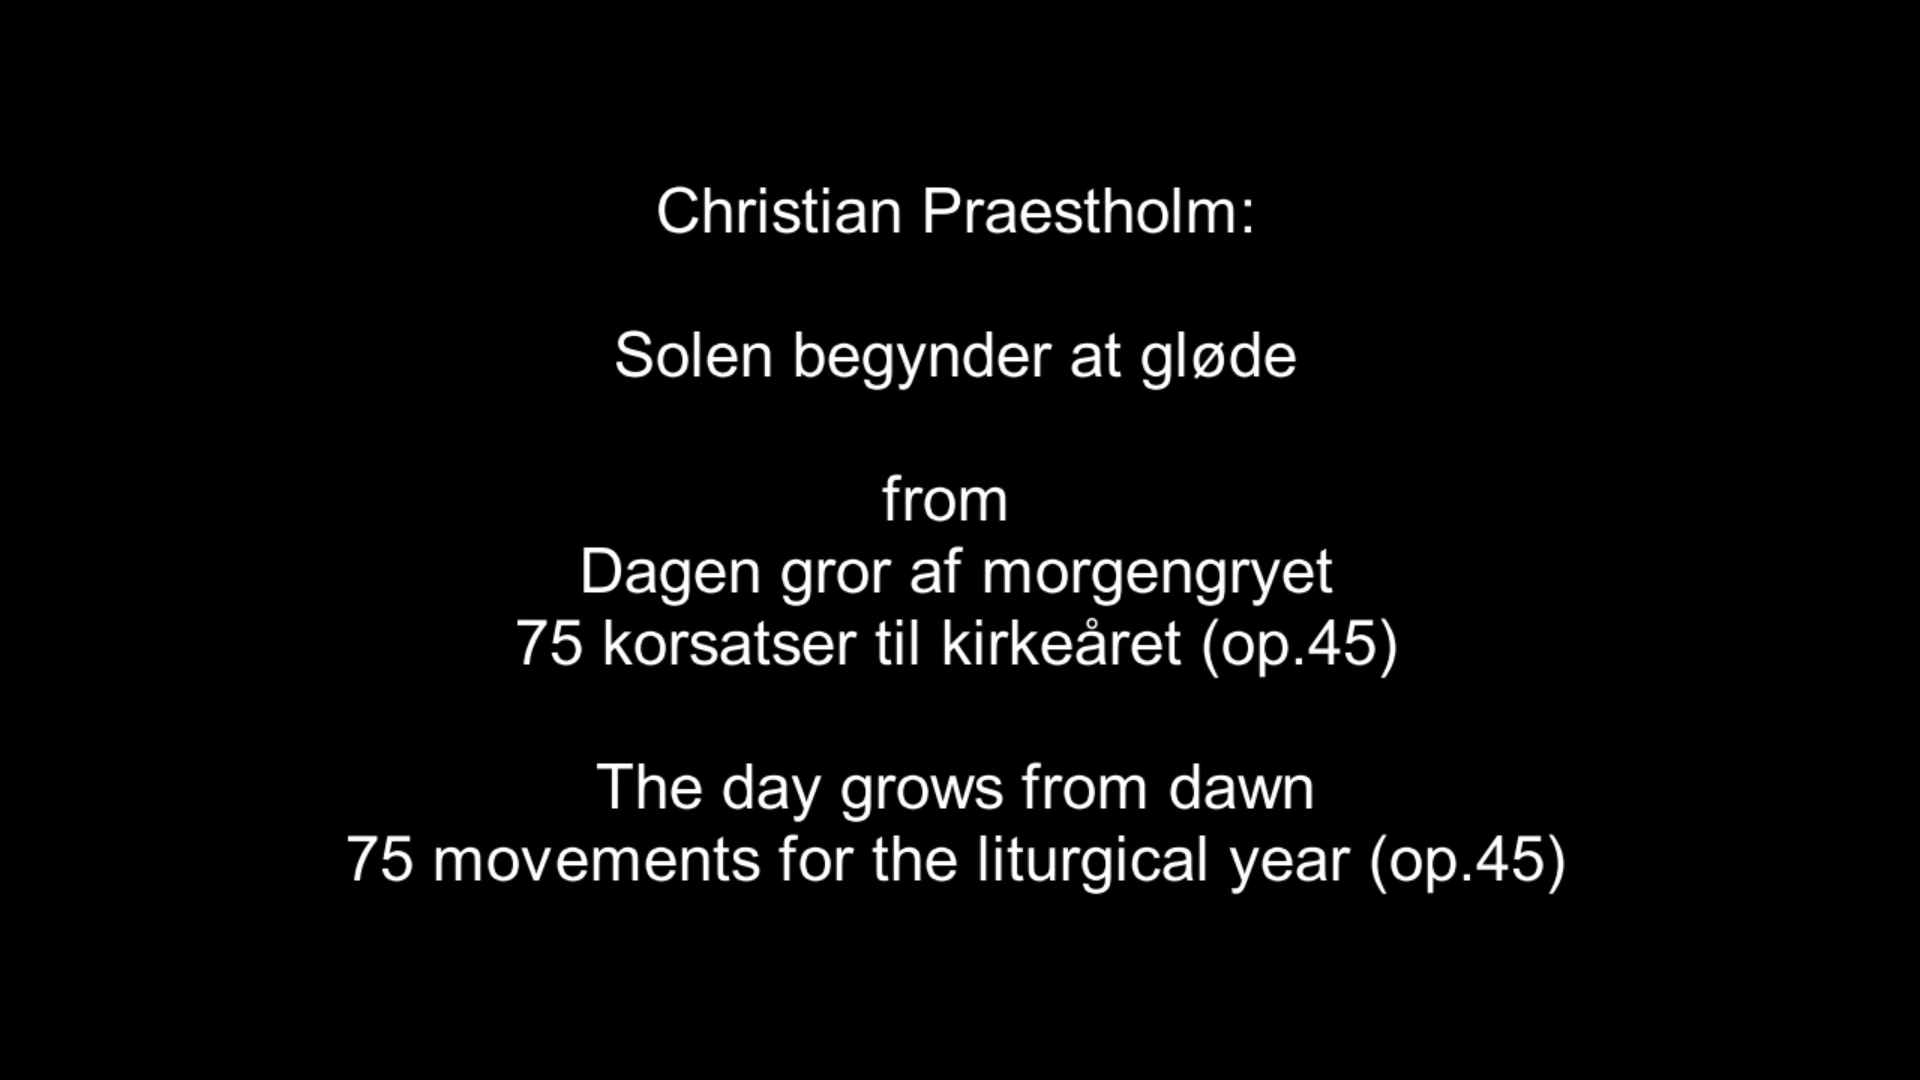 Christian Praestholm:
Solen begynder at gløde
from
Dagen gror af morgengryet
75 korsatser til kirkeåret (op.45)
The day grows from dawn
75 movements for the liturgical year (op.45)